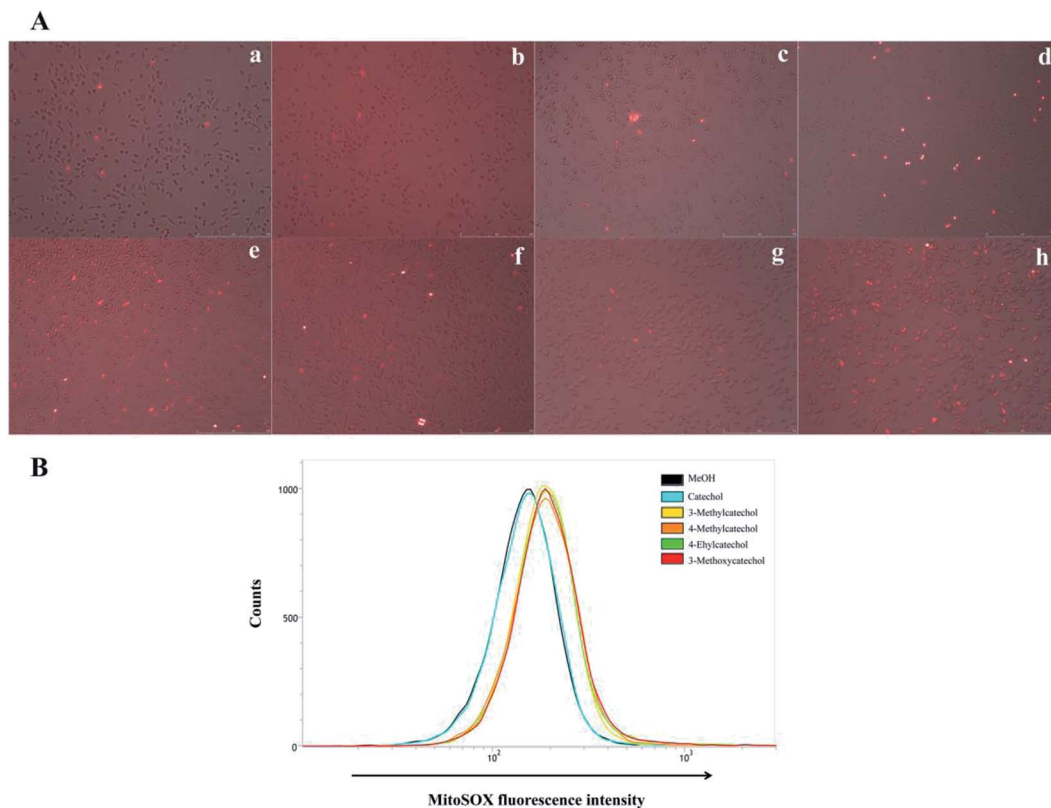 A
a b c d
e f g h
B
1000
500
0
Counts
MeOH
Catechol
3-Methylcatechol
4-Methylcatechol
4-Ehylcatechol
3-Methoxycatechol
10² 10³
MitoSOX fluorescence intensity